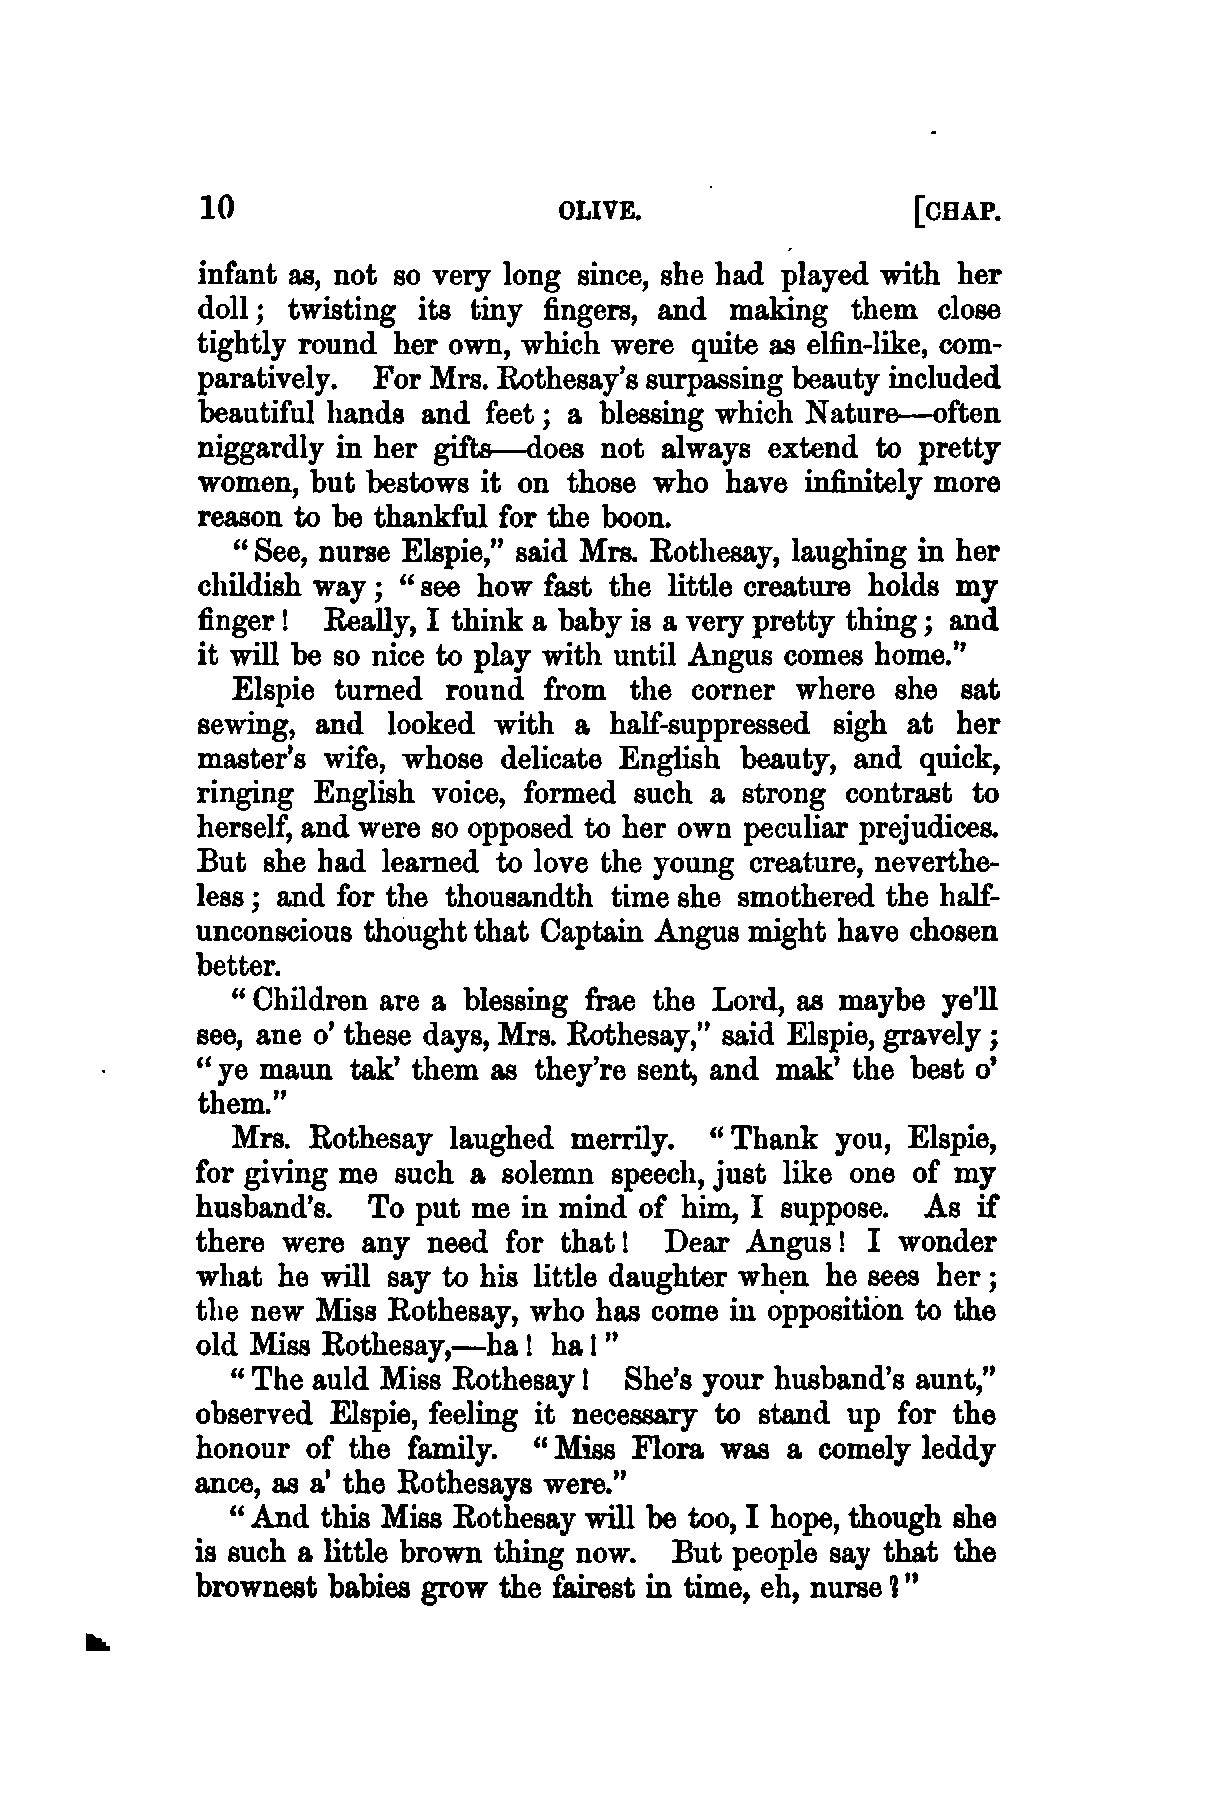 10 OLIVE. [CHAP.
infant as, not so very long since, she had played with her
doll; twisting its tiny fingers, and making them close
tightly round her own, which were quite as elfin-like, com-
paratively. For Mrs. Rothesay's surpassing beauty included
beautiful hands and feet; a blessing which Nature—often
niggardly in her gifts—does not always extend to pretty
women, but bestows it on those who have infinitely more
reason to be thankful for the boon.
"See, nurse Elspie," said Mrs. Rothesay, laughing in her
childish way; "see how fast the little creature holds my
finger! Really, I think a baby is a very pretty thing; and
it will be so nice to play with until Angus comes home."
Elspie turned round from the corner where she sat
sewing, and looked with a half-suppressed sigh at her
master's wife, whose delicate English beauty, and quick,
ringing English voice, formed such a strong contrast to
herself, and were so opposed to her own peculiar prejudices.
But she had learned to love the young creature, neverthe-
less; and for the thousandth time she smothered the half-
unconscious thought that Captain Angus might have chosen
better.
"Children are a blessing frae the Lord, as maybe ye'll
see, ane o' these days, Mrs. Rothesay," said Elspie, gravely;
"ye maun tak' them as they're sent, and mak' the best o'
them."
Mrs. Rothesay laughed merrily. "Thank you, Elspie,
for giving me such a solemn speech, just like one of my
husband's. To put me in mind of him, I suppose. As if
there were any need for that! Dear Angus! I wonder
what he will say to his little daughter when he sees her;
the new Miss Rothesay, who has come in opposition to the
old Miss Rothesay,—ha! ha!"
"The auld Miss Rothesay! She's your husband's aunt,"
observed Elspie, feeling it necessary to stand up for the
honour of the family. "Miss Flora was a comely leddy
ance, as a' the Rothesays were."
"And this Miss Rothesay will be too, I hope, though she
is such a little brown thing now. But people say that the
brownest babies grow the fairest in time, eh, nurse?"